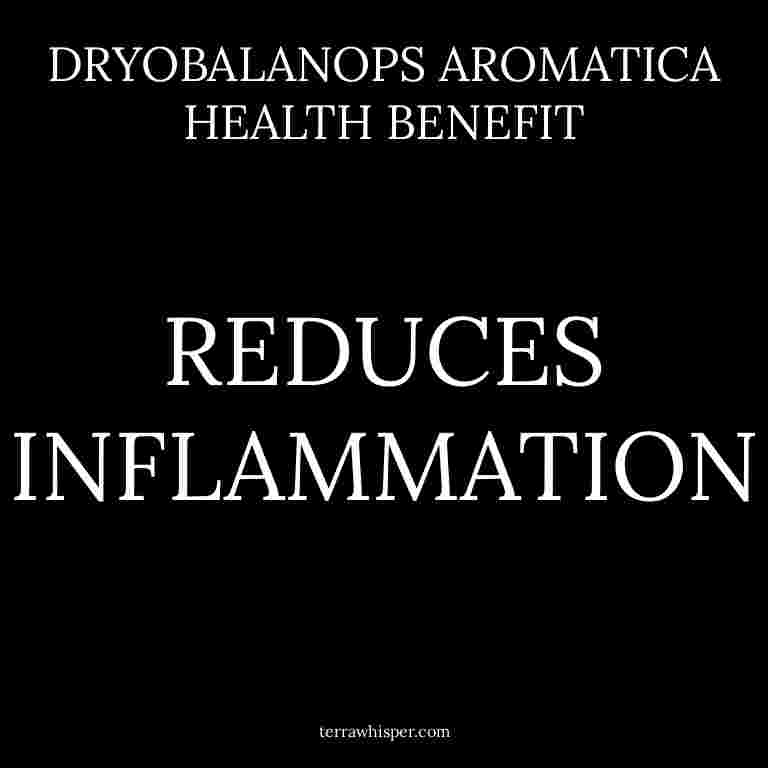 DRYOBALANOPS AROMATICA
HEALTH BENEFIT
REDUCES
INFLAMMATION
terrawhisper.com